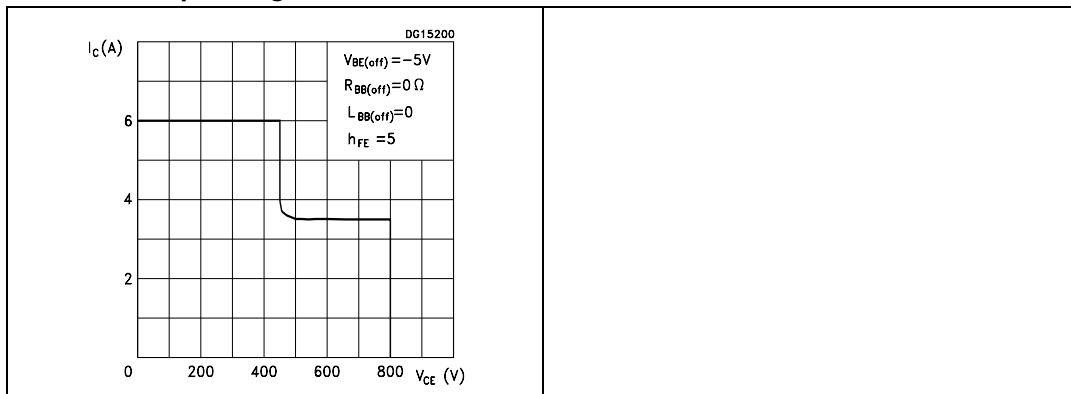 DG15200
I_C(A)
V_BE(off) = -5V
R_BB(off) = 0 Ω
L_BB(off) = 0
h_FE = 5
6
4
2
0 200 400 600 800 V_CE (V)